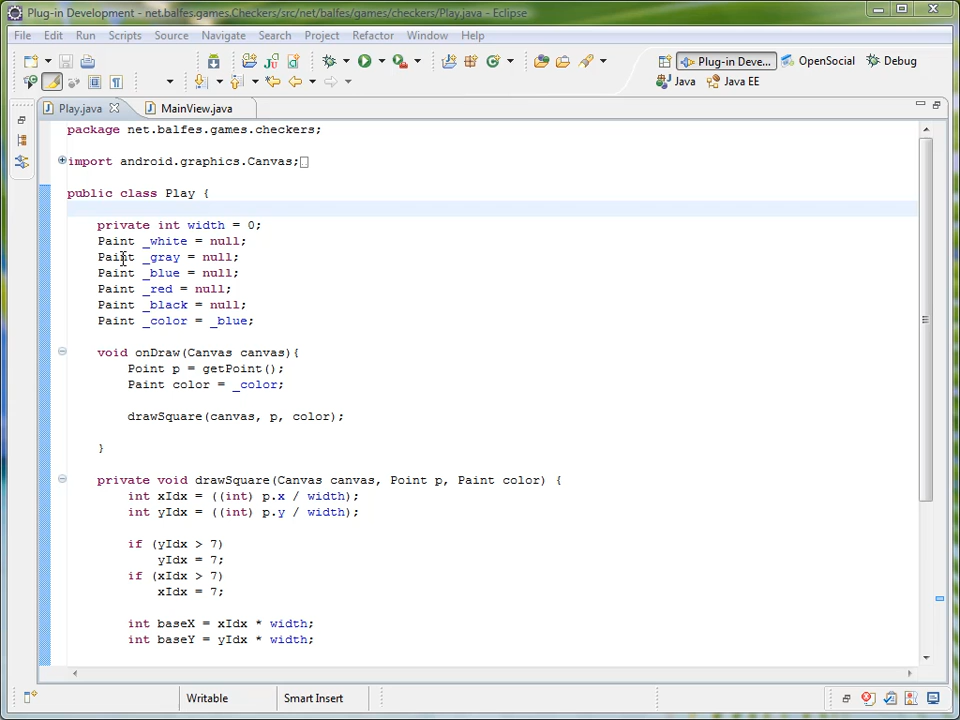 Plug-in Development - net.balfes.games.Checkers/src/net/balfes/games/checkers/Play.java - Eclipse
File Edit Run Scripts Source Navigate Search Project Refactor Window Help
Plug-in Deve... OpenSocial Debug
Java Java EE
Play.java MainView.java
package net.balfes.games.checkers;
import android.graphics.Canvas;
public class Play {
private int width = 0;
Paint _white = null;
Paint _gray = null;
Paint _blue = null;
Paint _red = null;
Paint _black = null;
Paint _color = _blue;
void onDraw(Canvas canvas){
Point p = getPoint();
Paint color = _color;
drawSquare(canvas, p, color);
}
private void drawSquare(Canvas canvas, Point p, Paint color) {
int xIdx = ((int) p.x / width);
int yIdx = ((int) p.y / width);
if (yIdx > 7)
yIdx = 7;
if (xIdx > 7)
xIdx = 7;
int baseX = xIdx * width;
int baseY = yIdx * width;
Writable Smart Insert